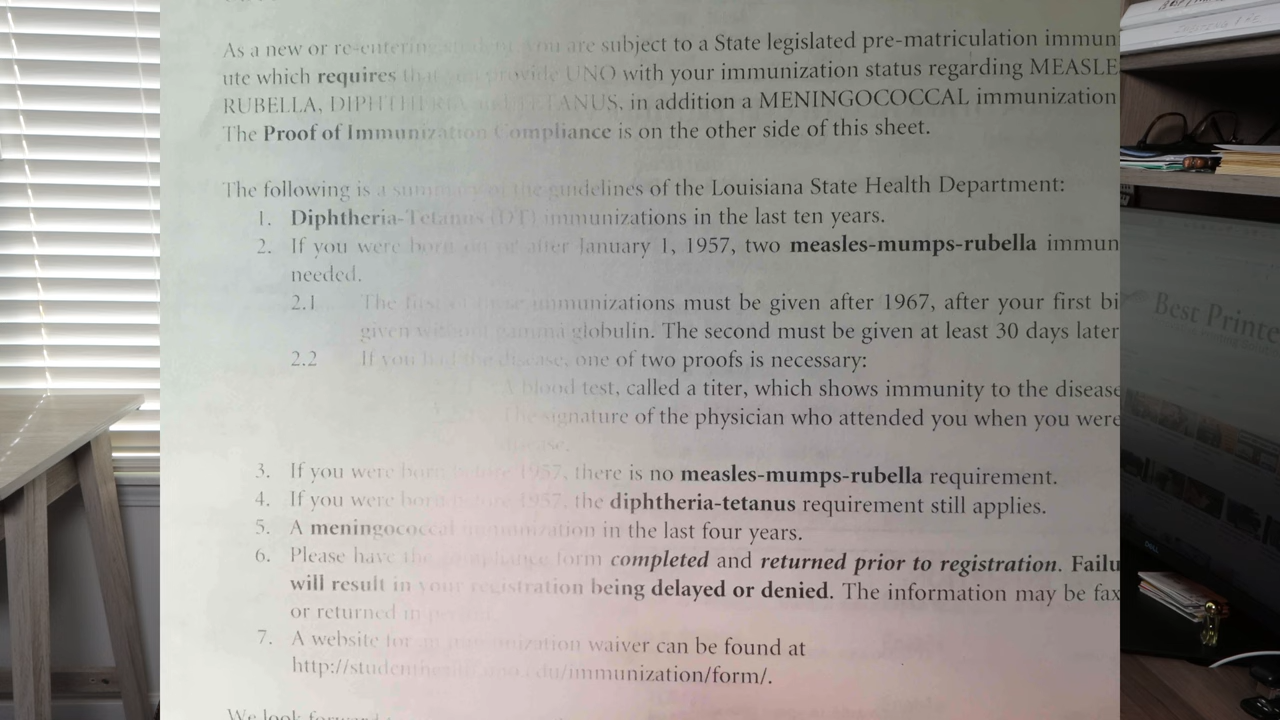 As a new or re-entering student, you are subject to a State legislated pre-matriculation immun
ute which requires that you provide UNO with your immunization status regarding MEASLE
RUBELLA, DIPHTHERIA and TETANUS, in addition a MENINGOCOCCAL immunization
The Proof of Immunization Compliance is on the other side of this sheet.
The following is a summary of the guidelines of the Louisiana State Health Department:
1. Diphtheria-Tetanus (DT) immunizations in the last ten years.
2. If you were born on or after January 1, 1957, two measles-mumps-rubella immun
needed.
2.1 The first of these immunizations must be given after 1967, after your first bi
given without gamma globulin. The second must be given at least 30 days later
2.2 If you had the disease, one of two proofs is necessary:
A blood test, called a titer, which shows immunity to the disease
The signature of the physician who attended you when you were
disease.
3. If you were born before 1957, there is no measles-mumps-rubella requirement.
4. If you were born before 1957, the diphtheria-tetanus requirement still applies.
5. A meningococcal immunization in the last four years.
6. Please have the compliance form completed and returned prior to registration. Failu
will result in your registration being delayed or denied. The information may be fax
or returned in person.
7. A website for an immunization waiver can be found at
http://studenthealth.uno.edu/immunization/form/.
We look forward
Best Printe
DELL